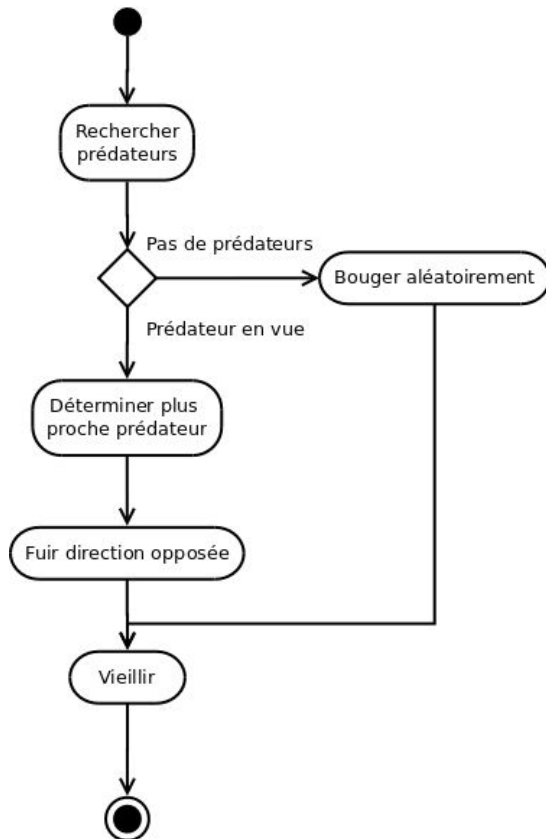 Rechercher
prédateurs
Pas de prédateurs
Bouger aléatoirement
Prédateur en vue
Déterminer plus
proche prédateur
Fuir direction opposée
Vieillir